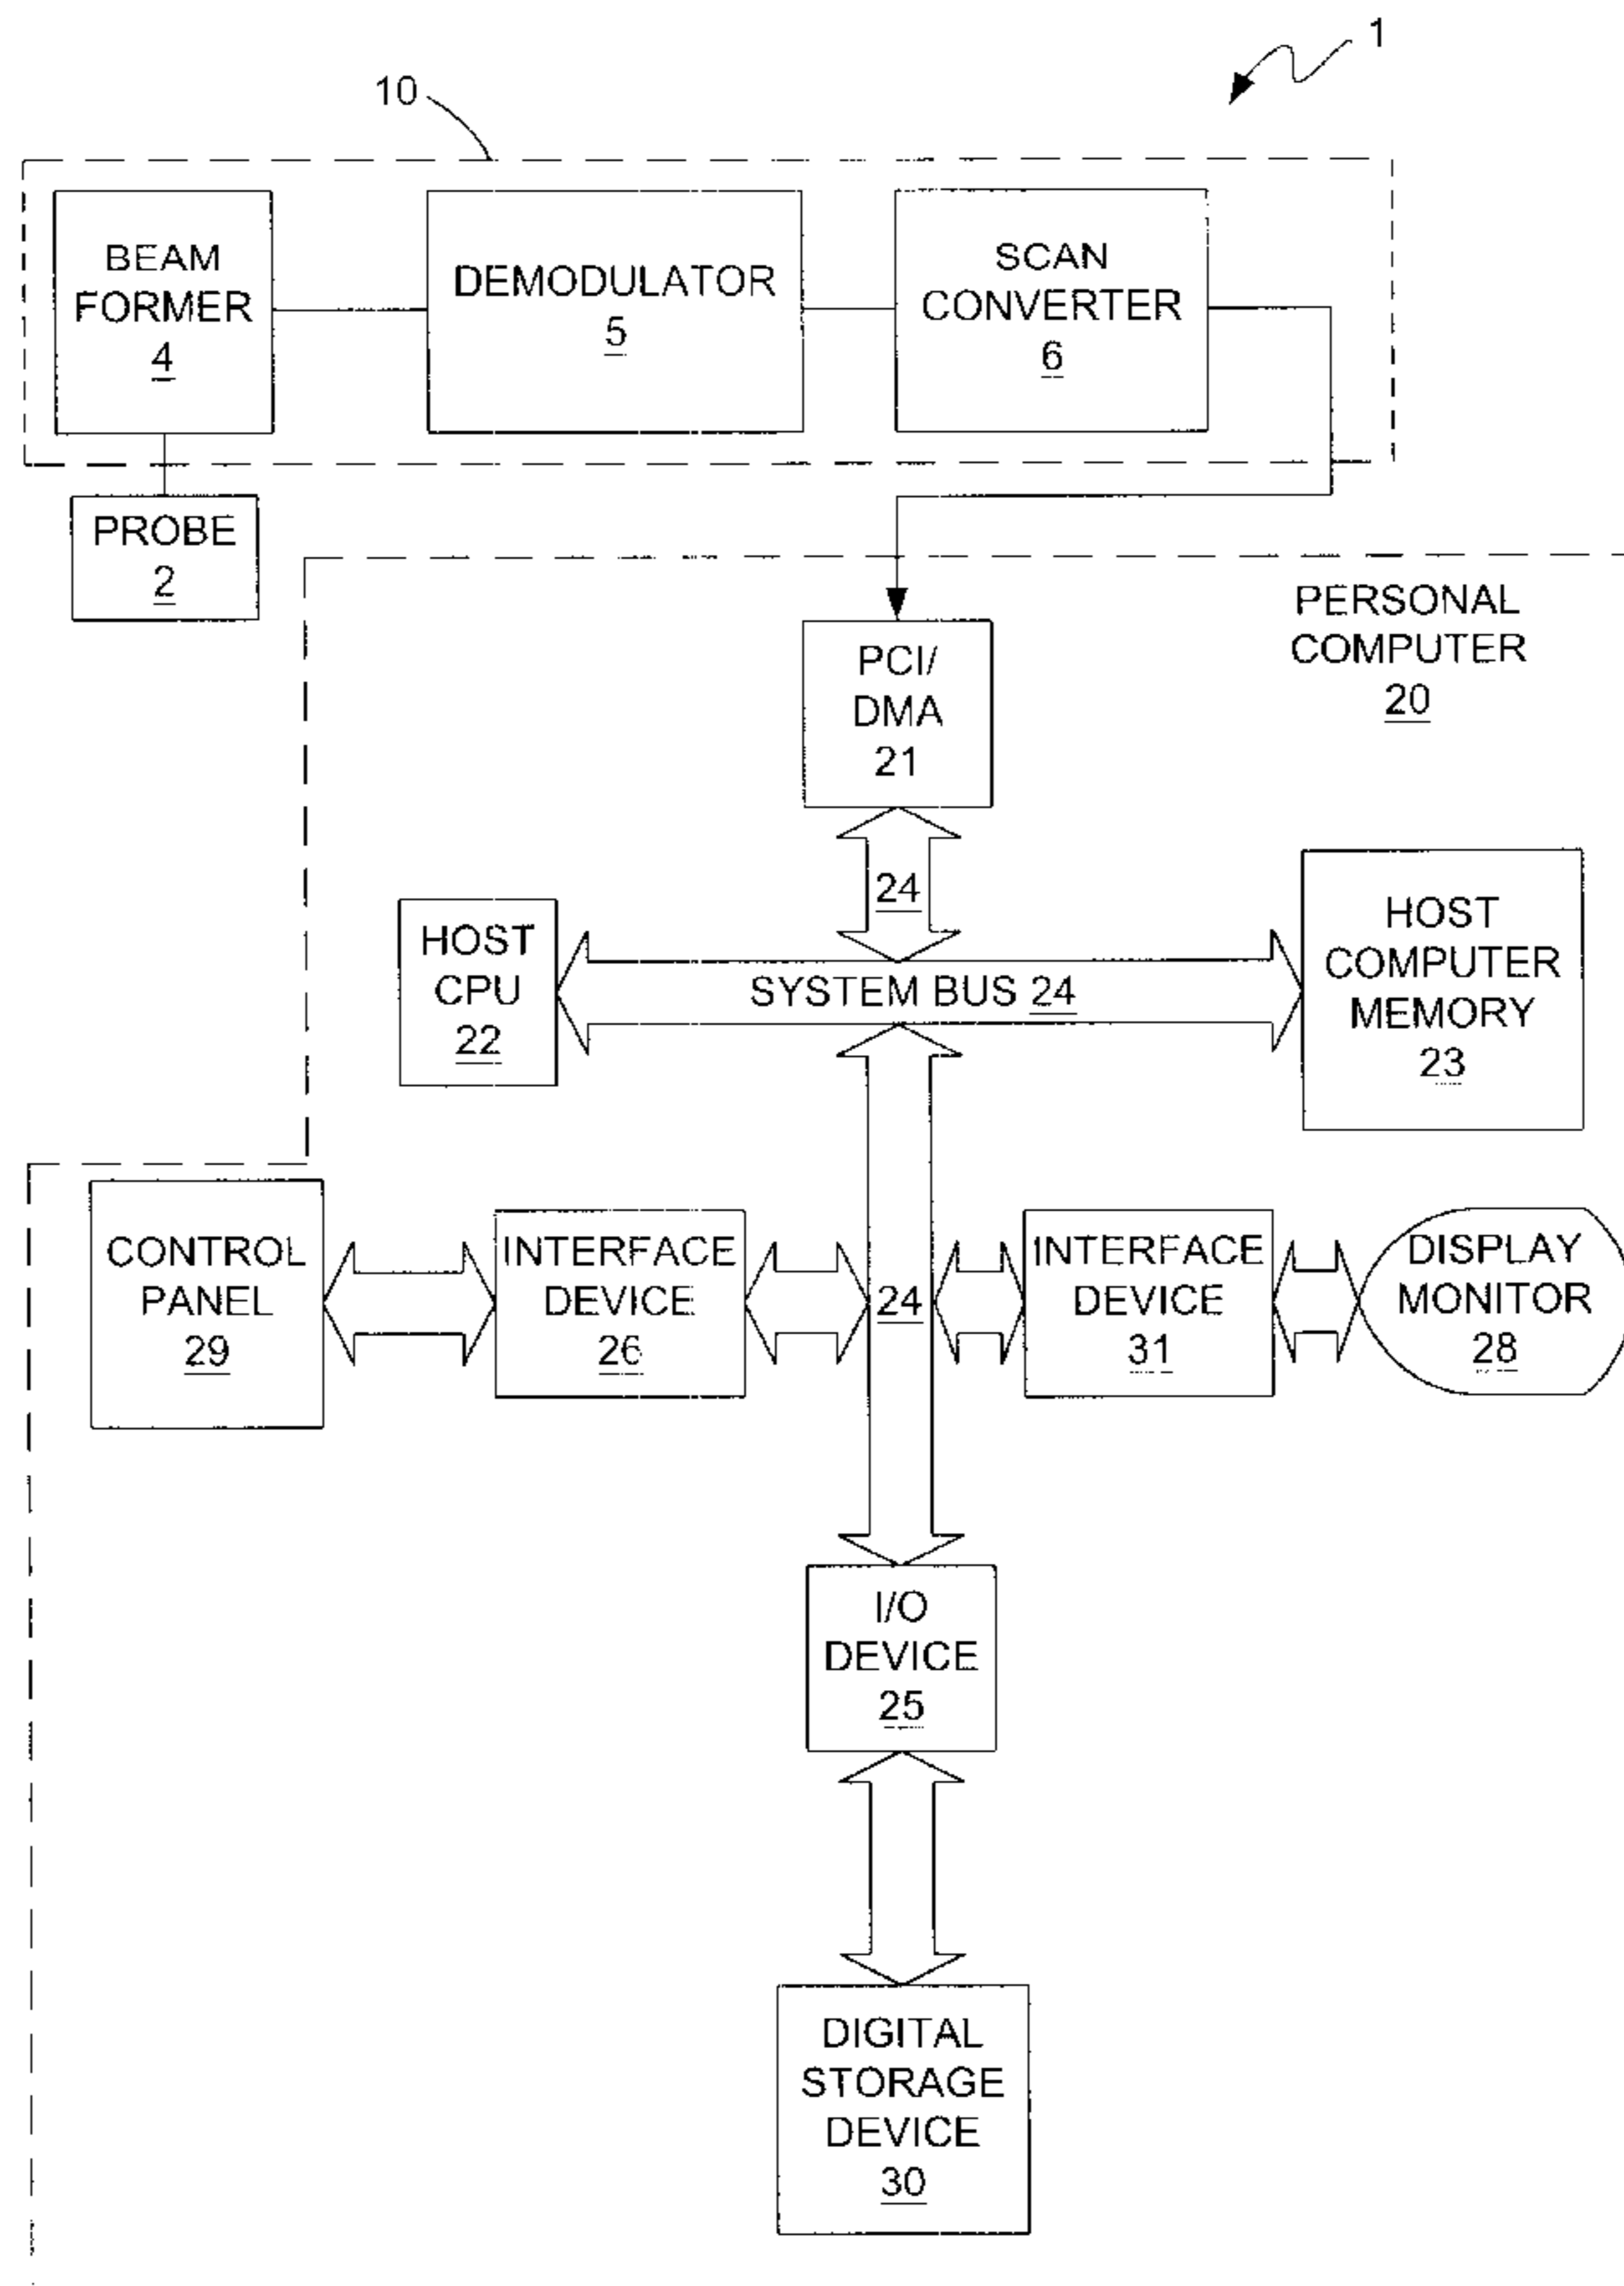 1
10
BEAM
FORMER
4
DEMODULATOR
5
SCAN
CONVERTER
6
PROBE
2
PERSONAL
COMPUTER
20
PCI/
DMA
21
24
HOST
CPU
22
SYSTEM BUS 24
HOST
COMPUTER
MEMORY
23
CONTROL
PANEL
29
INTERFACE
DEVICE
26
24
INTERFACE
DEVICE
31
DISPLAY
MONITOR
28
I/O
DEVICE
25
DIGITAL
STORAGE
DEVICE
30